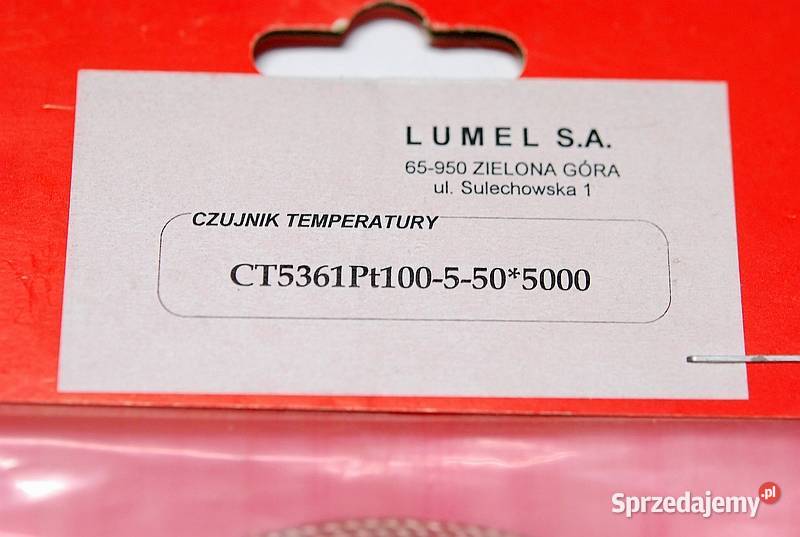 LUMEL S.A.
65-950 ZIELONA GÓRA
ul. Sulechowska 1
CZUJNIK TEMPERATURY
CT5361Pt100-5-50*5000
Sprzedajemy.pl